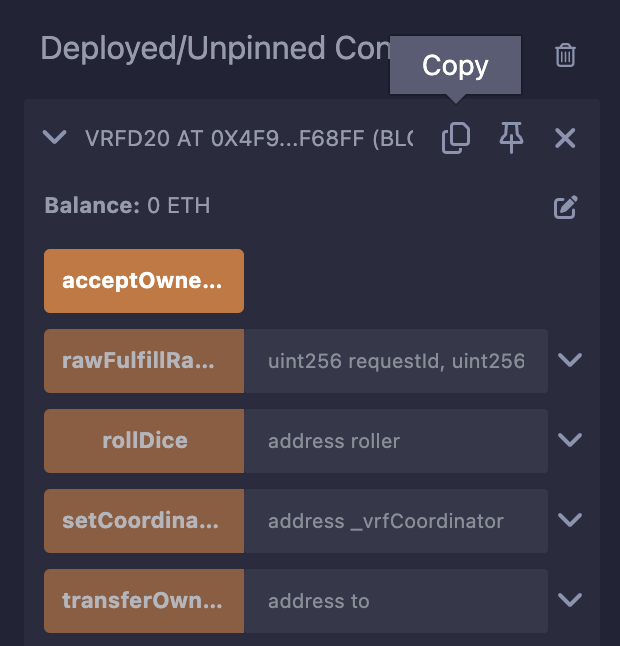 Deployed/Unpinned Con
Copy
VRFD20 AT 0X4F9...F68FF (BLC
Balance: 0 ETH
acceptOwne...
rawFulfillRa... uint256 requestId, uint256
rollDice address roller
setCoordina... address _vrfCoordinator
transferOwn... address to